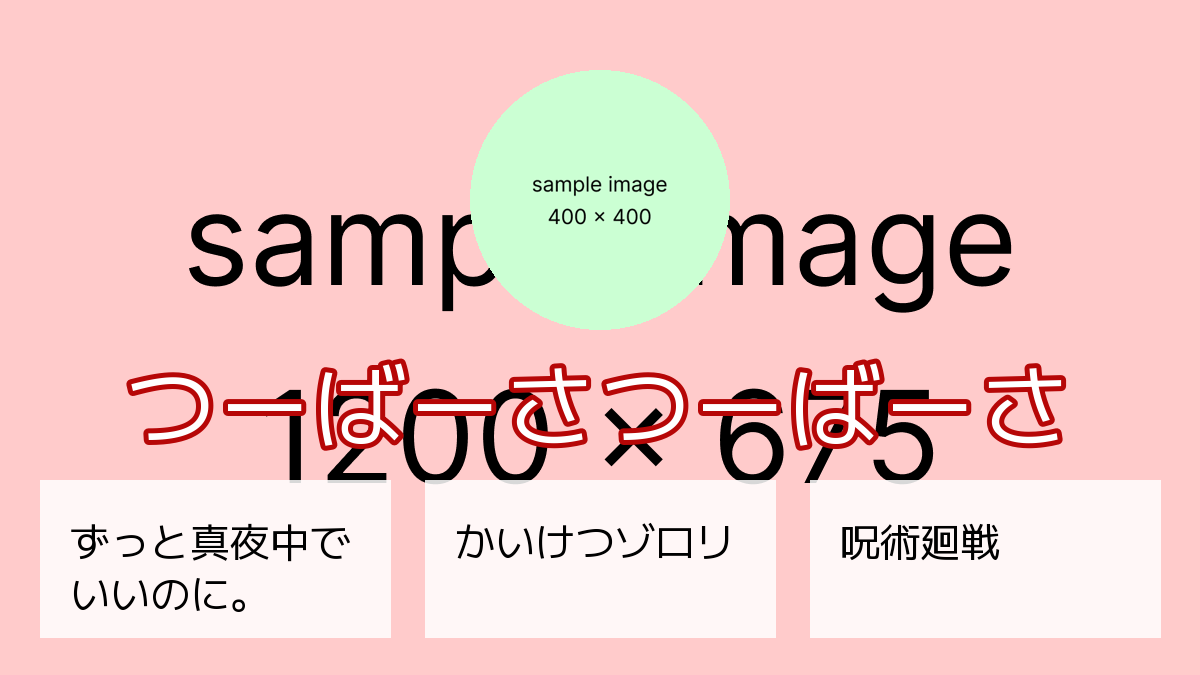 sample image
400 × 400
samp mage
つーばーさつーばーさ
1200 × 675
ずっと真夜中で
いいのに。
かいけつゾロリ
呪術廻戦